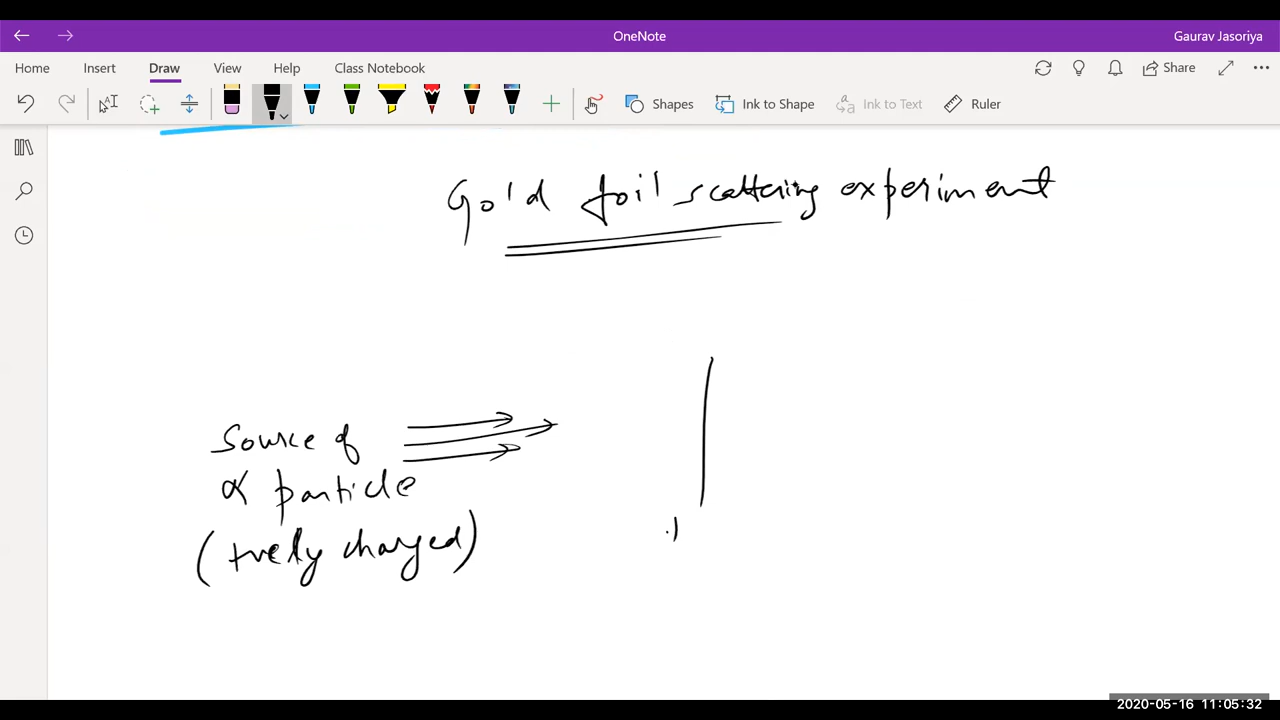 OneNote
Gaurav Jasoriya
Home Insert Draw View Help Class Notebook Share
Shapes Ink to Shape Ink to Text Ruler
Gold foil scattering experiment
Source of
α particle
(+vely charged)
2020-05-16 11:05:32